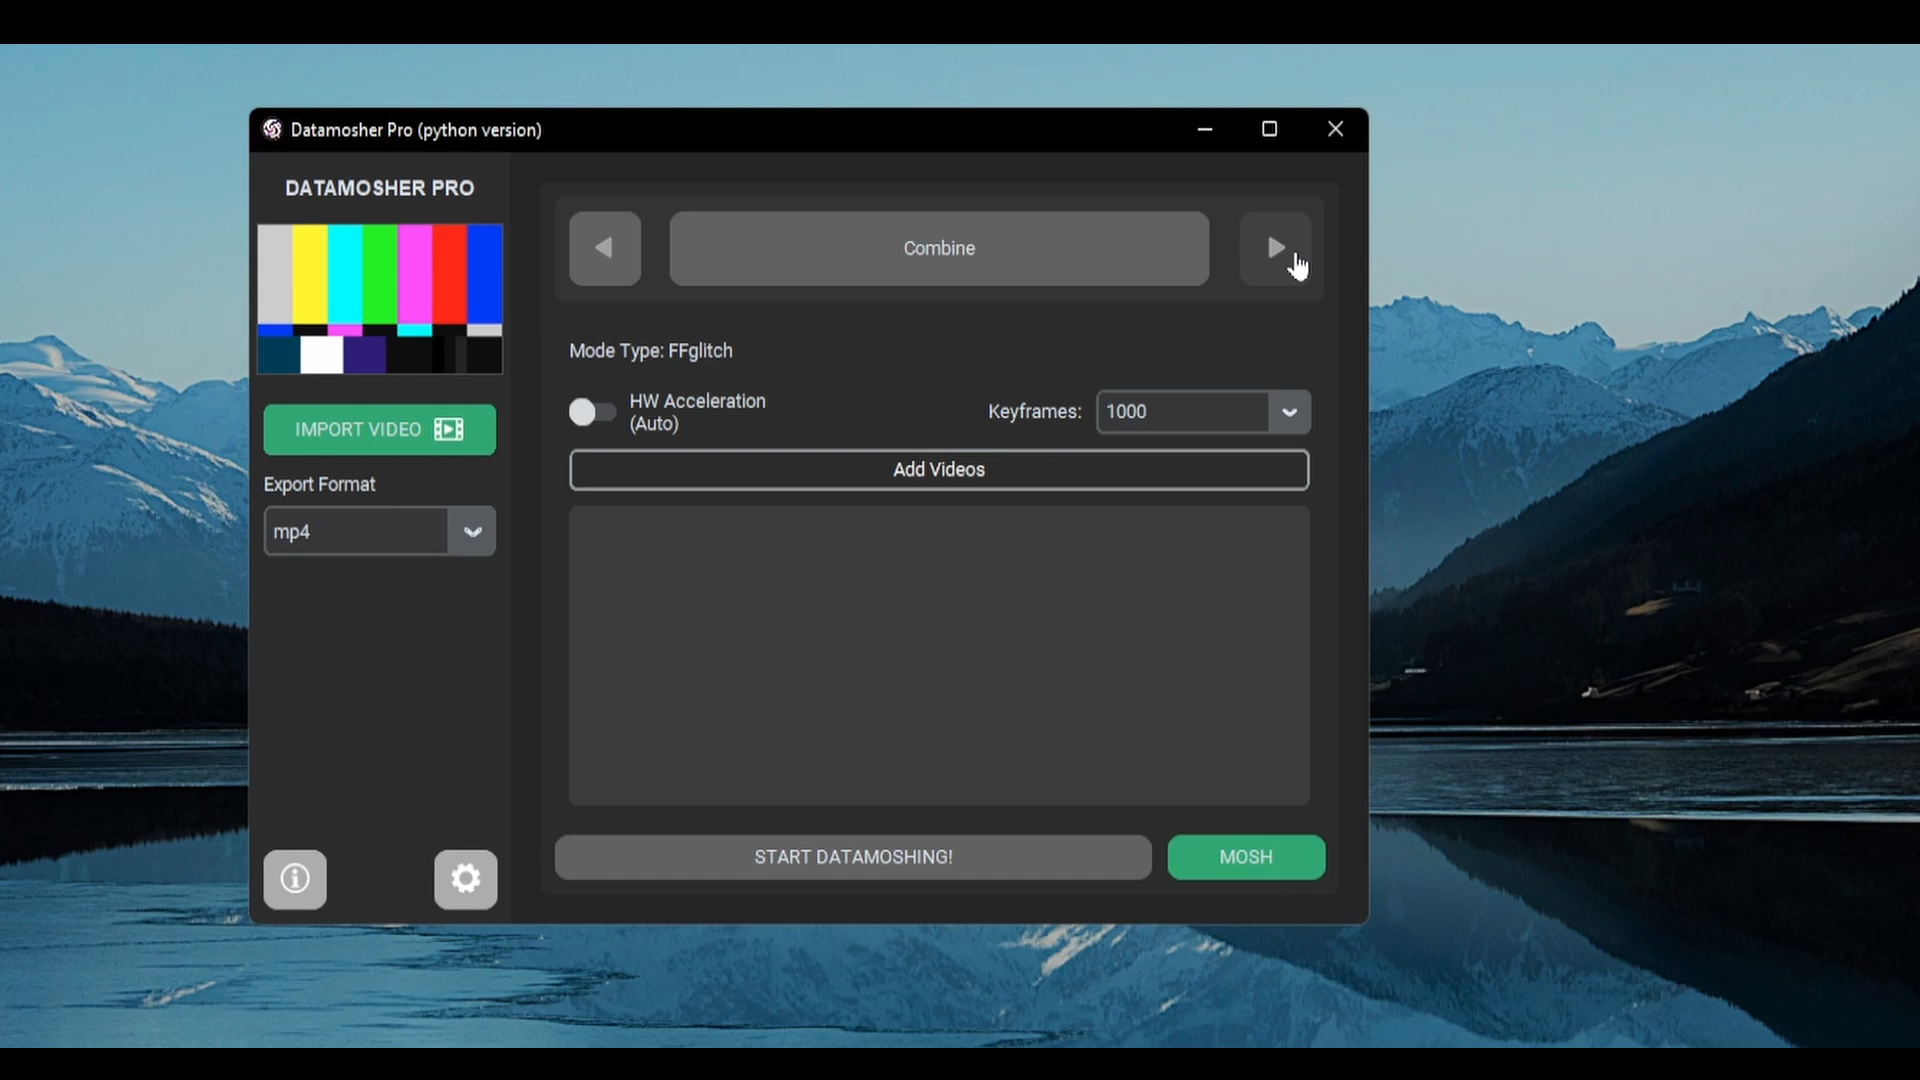 Datamosher Pro (python version)
DATAMOSHER PRO
IMPORT VIDEO
Export Format
mp4
Combine
Mode Type: FFglitch
HW Acceleration
(Auto)
Keyframes:
1000
Add Videos
START DATAMOSHING!
MOSH